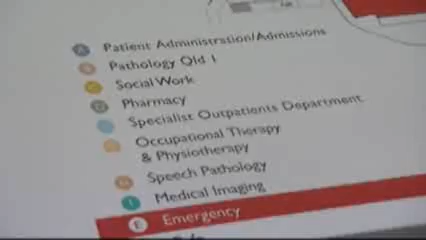 A Patient Administration/Admissions
Pathology Qld 1
Social Work
Pharmacy
Specialist Outpatients Department
Occupational Therapy
& Physiotherapy
Speech Pathology
I Medical Imaging
E Emergency